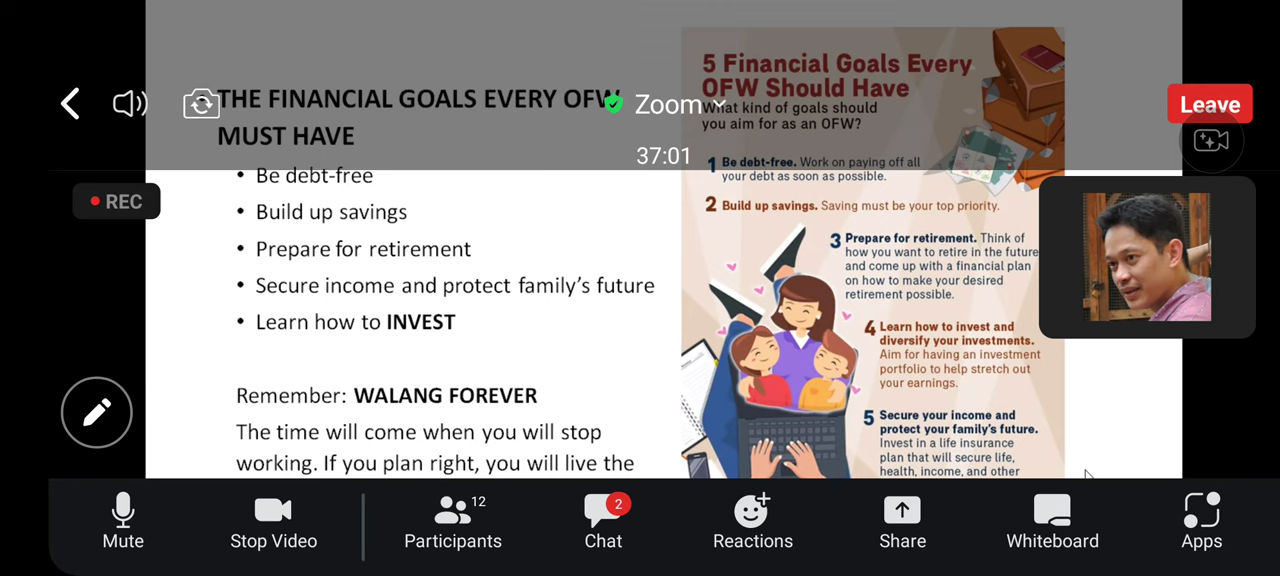 THE FINANCIAL GOALS EVERY OFW
MUST HAVE
• Be debt-free
• Build up savings
• Prepare for retirement
• Secure income and protect family's future
• Learn how to INVEST
Remember: WALANG FOREVER
The time will come when you will stop
working. If you plan right, you will live the
5 Financial Goals Every
OFW Should Have
What kind of goals should
you aim for as an OFW?
1 Be debt-free. Work on paying off all
your debt as soon as possible.
2 Build up savings. Saving must be your top priority.
3 Prepare for retirement. Think of
how you want to retire in the future
and come up with a financial plan
on how to make your desired
retirement possible.
4 Learn how to invest and
diversify your investments.
Aim for having an investment
portfolio to help stretch out
your earnings.
5 Secure your income and
protect your family's future.
Invest in a life insurance
plan that will secure life,
health, income, and other
Zoom
37:01
Leave
REC
Mute
Stop Video
Participants
12
Chat
2
Reactions
Share
Whiteboard
Apps